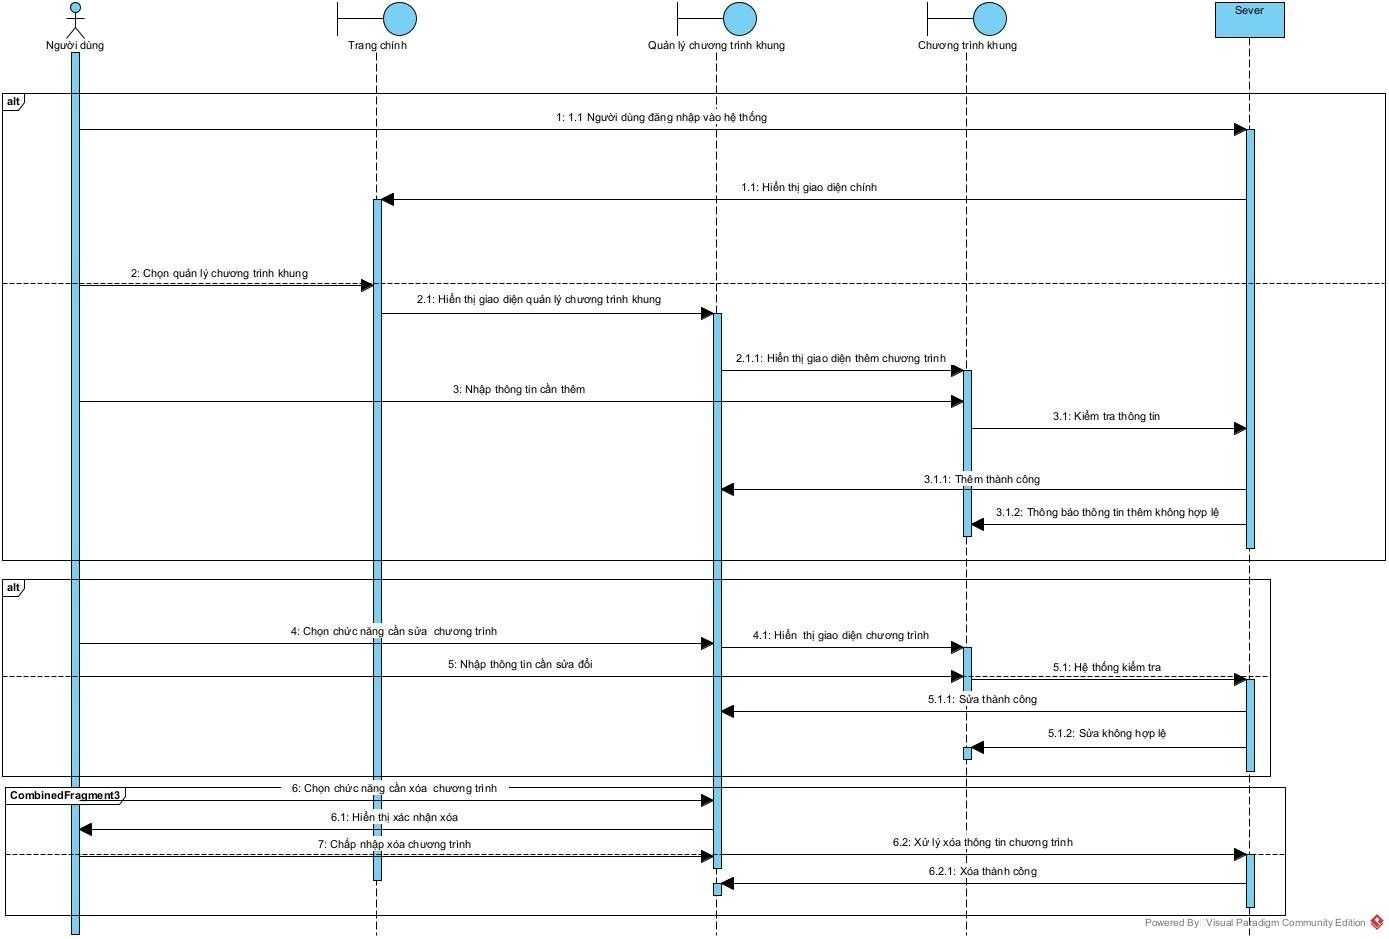 Người dùng
Trang chính
Quản lý chương trình khung
Chương trình khung
Sever
alt
1: 1.1 Người dùng đăng nhập vào hệ thống
1.1: Hiển thị giao diện chính
2: Chọn quản lý chương trình khung
2.1: Hiển thị giao diện quản lý chương trình khung
2.1.1: Hiển thị giao diện thêm chương trình
3: Nhập thông tin cần thêm
3.1: Kiểm tra thông tin
3.1.1: Thêm thành công
3.1.2: Thông báo thông tin thêm không hợp lệ
alt
4: Chọn chức năng cần sửa chương trình
4.1: Hiển thị giao diện chương trình
5: Nhập thông tin cần sửa đổi
5.1: Hệ thống kiểm tra
5.1.1: Sửa thành công
5.1.2: Sửa không hợp lệ
CombinedFragment3
6: Chọn chức năng cần xóa chương trình
6.1: Hiển thị xác nhận xóa
7: Chấp nhập xóa chương trình
6.2: Xử lý xóa thông tin chương trình
6.2.1: Xóa thành công
Powered By Visual Paradigm Community Edition